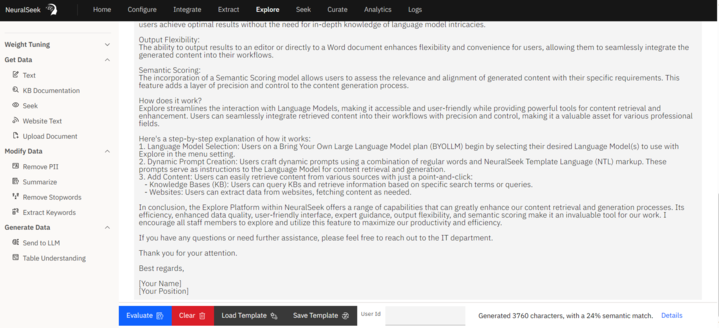 NeuralSeek
Home Configure Integrate Extract Explore Seek Curate Analytics Logs
users achieve optimal results without the need for in-depth knowledge of language model intricacies.
Weight Tuning
Get Data
Text
KB Documentation
Seek
Website Text
Upload Document
Modify Data
Remove PII
Summarize
Remove Stopwords
Extract Keywords
Generate Data
Send to LLM
Table Understanding
Output Flexibility:
The ability to output results to an editor or directly to a Word document enhances flexibility and convenience for users, allowing them to seamlessly integrate the
generated content into their workflows.
Semantic Scoring:
The incorporation of a Semantic Scoring model allows users to assess the relevance and alignment of generated content with their specific requirements. This
feature adds a layer of precision and control to the content generation process.
How does it work?
Explore streamlines the interaction with Language Models, making it accessible and user-friendly while providing powerful tools for content retrieval and
enhancement. Users can seamlessly integrate retrieved content into their workflows with precision and control, making it a valuable asset for various professional
fields.
Here's a step-by-step explanation of how it works:
1. Language Model Selection: Users on a Bring Your Own Large Language Model plan (BYOLLM) begin by selecting their desired Language Model(s) to use with
Explore in the menu setting.
2. Dynamic Prompt Creation: Users craft dynamic prompts using a combination of regular words and NeuralSeek Template Language (NTL) markup. These
prompts serve as instructions to the Language Model for content retrieval and generation.
3. Add Content: Users can easily retrieve content from various sources with just a point-and-click:
- Knowledge Bases (KB): Users can query KBs and retrieve information based on specific search terms or queries.
- Websites: Users can extract data from websites, fetching content as needed.
In conclusion, the Explore Platform within NeuralSeek offers a range of capabilities that can greatly enhance our content retrieval and generation processes. Its
efficiency, enhanced data quality, user-friendly interface, expert guidance, output flexibility, and semantic scoring make it an invaluable tool for our work. I
encourage all staff members to explore and utilize this feature to maximize our productivity and efficiency.
If you have any questions or need further assistance, please feel free to reach out to the IT department.
Thank you for your attention.
Best regards,
[Your Name]
[Your Position]
Evaluate Clear Load Template Save Template User Id Generated 3760 characters, with a 24% semantic match. Details